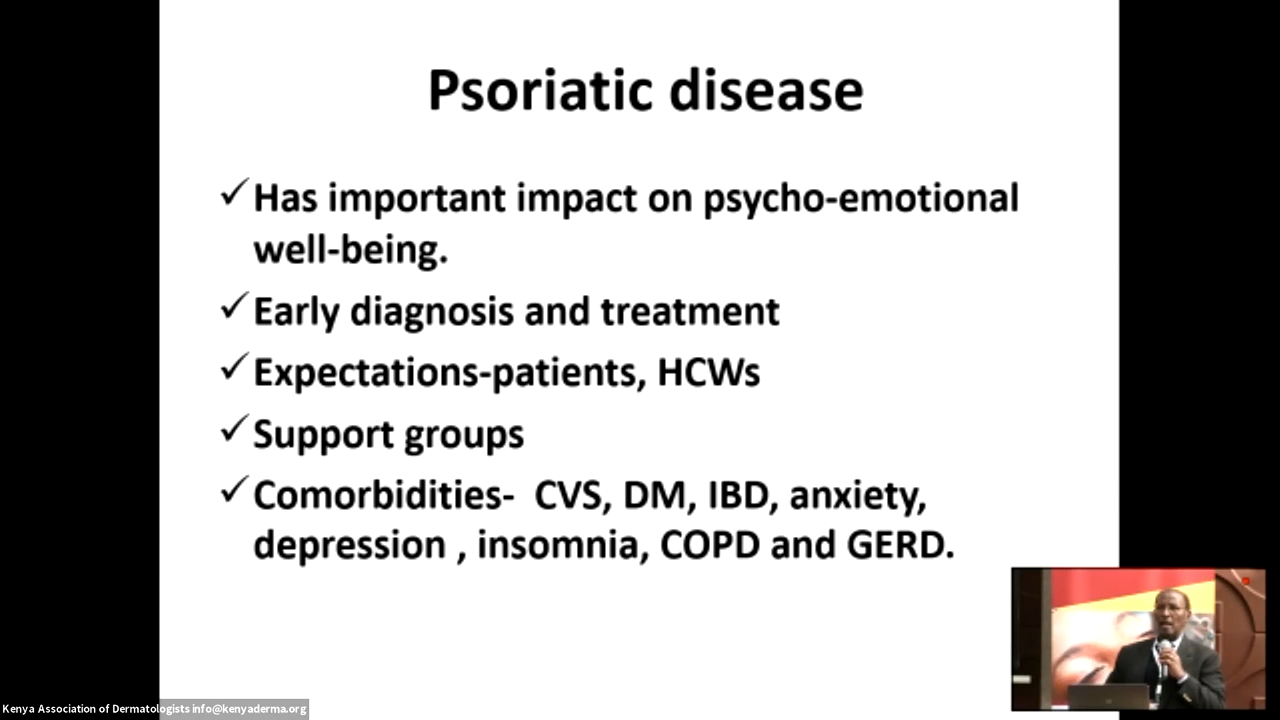 Psoriatic disease
✓Has important impact on psycho-emotional
well-being.
✓Early diagnosis and treatment
✓Expectations-patients, HCWs
✓Support groups
✓Comorbidities-  CVS, DM, IBD, anxiety,
depression , insomnia, COPD and GERD.
Kenya Association of Dermatologists info@kenyaderma.org